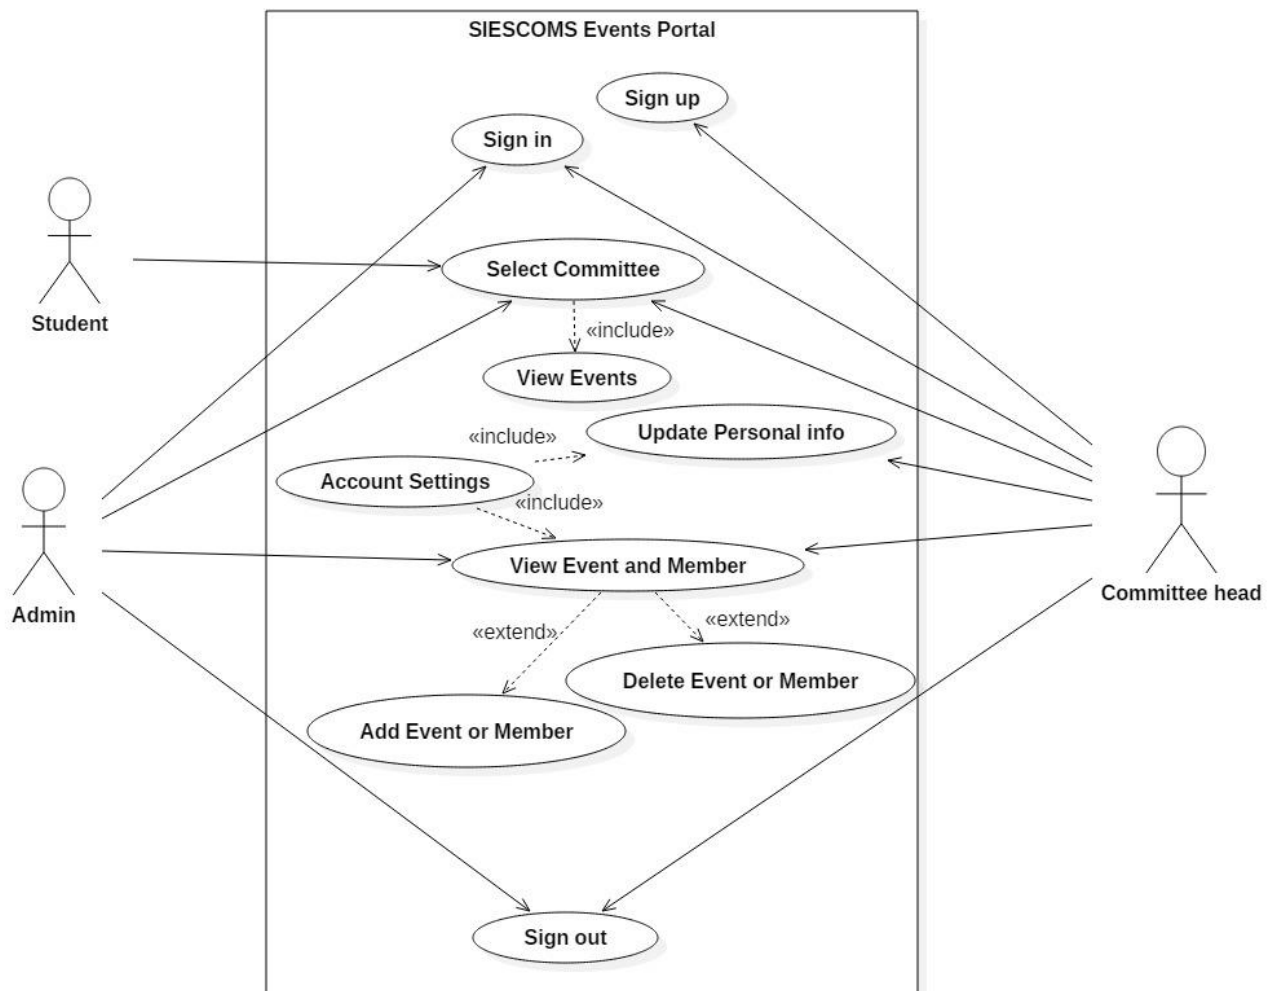 SIESCOMS Events Portal
Sign up
Sign in
Select Committee
Student
«include»
View Events
Update Personal info
«include»
Account Settings
«include»
View Event and Member
Admin
Committee head
«extend»
«extend»
Delete Event or Member
Add Event or Member
Sign out